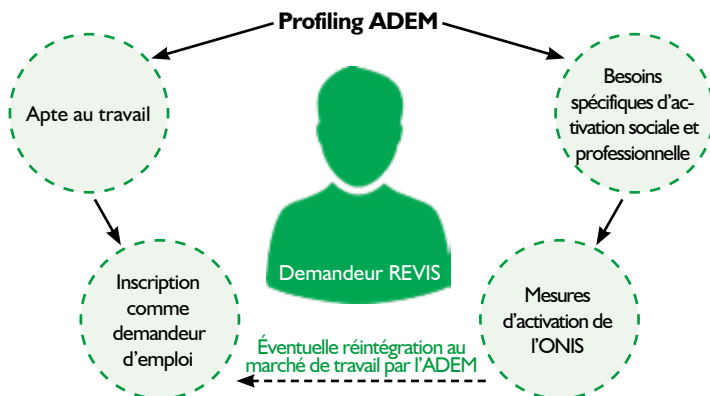 Profiling ADEM
Apte au travail
Besoins
spécifiques d'ac-
tivation sociale et
professionnelle
Demandeur REVIS
Inscription
comme
demandeur
d'emploi
Mesures
d'activation de
l'ONIS
Éventuelle réintégration au
marché de travail par l'ADEM